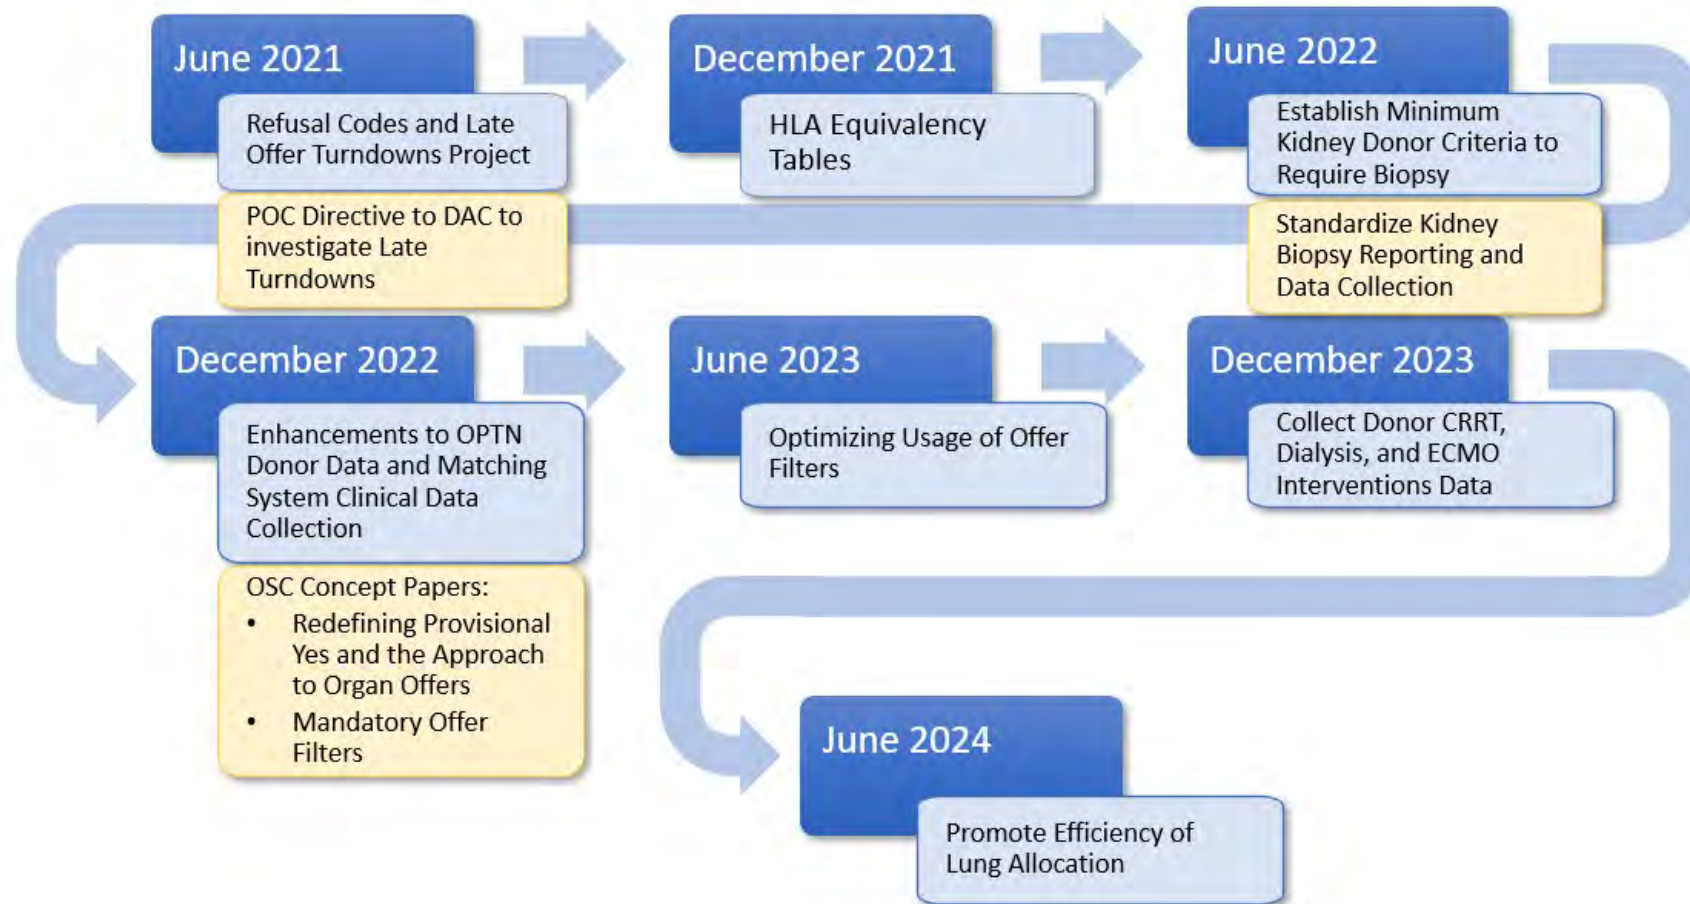 June 2021
Refusal Codes and Late
Offer Turndowns Project
POC Directive to DAC to
investigate Late
Turndowns
December 2021
HLA Equivalency
Tables
June 2022
Establish Minimum
Kidney Donor Criteria to
Require Biopsy
Standardize Kidney
Biopsy Reporting and
Data Collection
December 2022
Enhancements to OPTN
Donor Data and Matching
System Clinical Data
Collection
OSC Concept Papers:
• Redefining Provisional
Yes and the Approach
to Organ Offers
• Mandatory Offer
Filters
June 2023
Optimizing Usage of Offer
Filters
December 2023
Collect Donor CRRT,
Dialysis, and ECMO
Interventions Data
June 2024
Promote Efficiency of
Lung Allocation